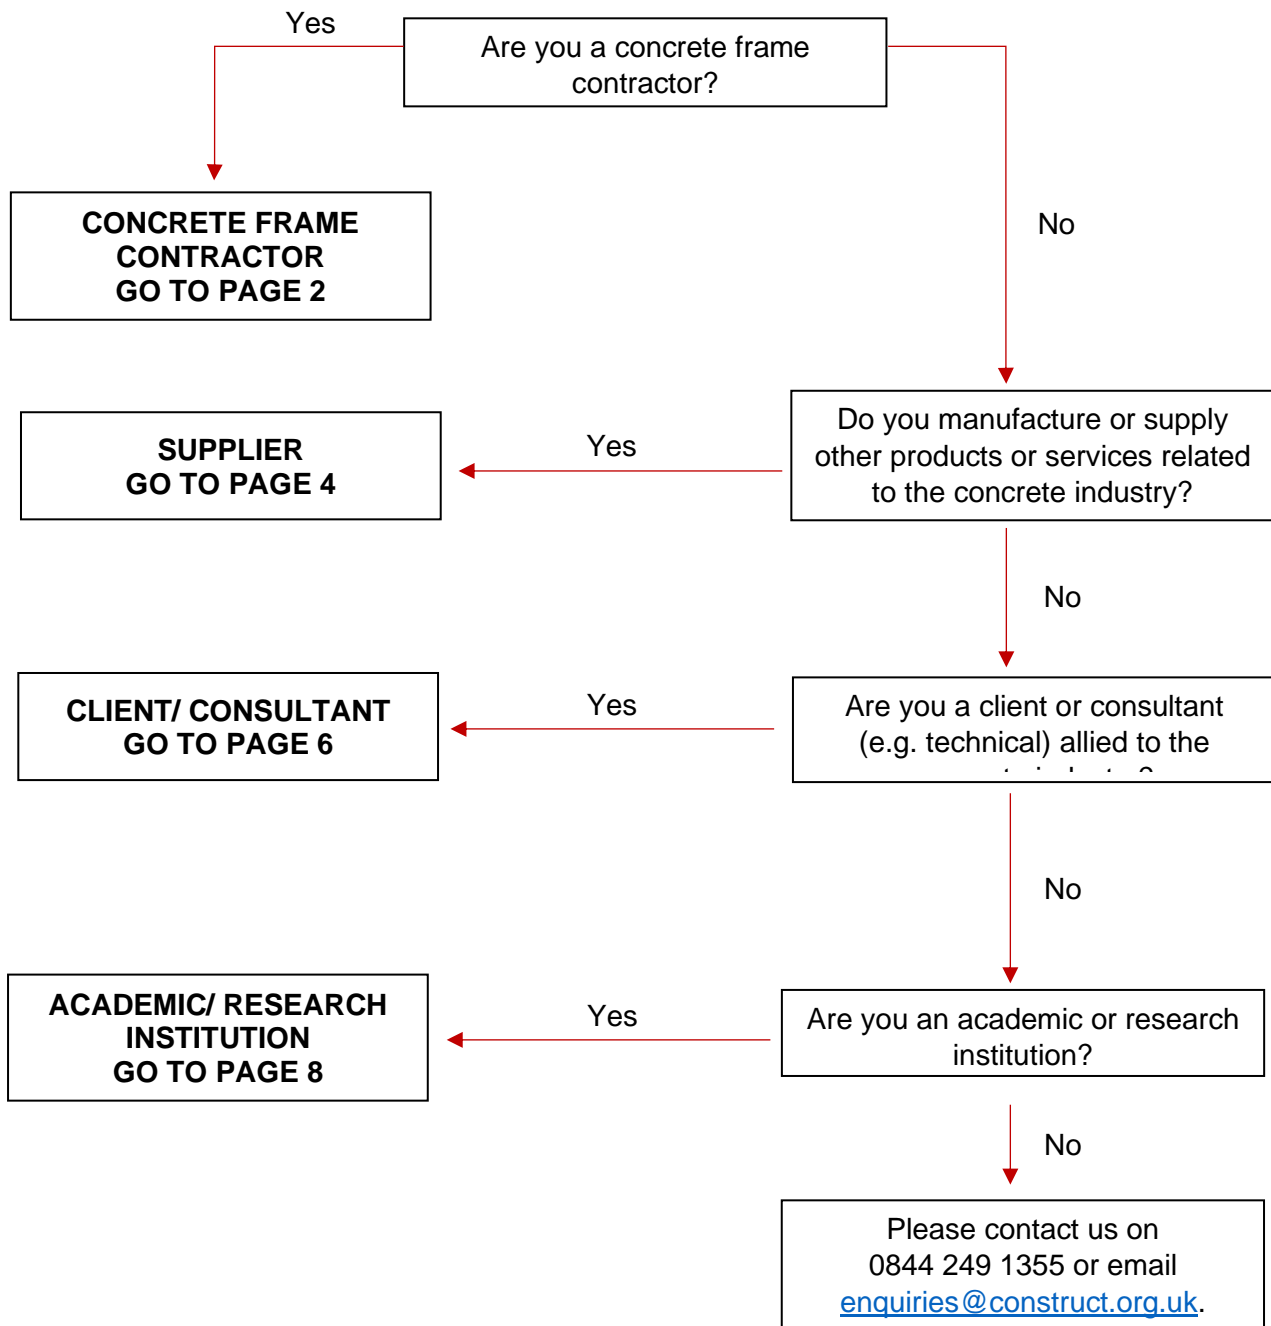 Yes
Are you a concrete frame
contractor?
CONCRETE FRAME
CONTRACTOR
GO TO PAGE 2
No
Do you manufacture or supply
other products or services related
to the concrete industry?
Yes
SUPPLIER
GO TO PAGE 4
No
Are you a client or consultant
(e.g. technical) allied to the
Yes
CLIENT/ CONSULTANT
GO TO PAGE 6
No
Are you an academic or research
institution?
Yes
ACADEMIC/ RESEARCH
INSTITUTION
GO TO PAGE 8
No
Please contact us on
0844 249 1355 or email
enquiries@construct.org.uk.